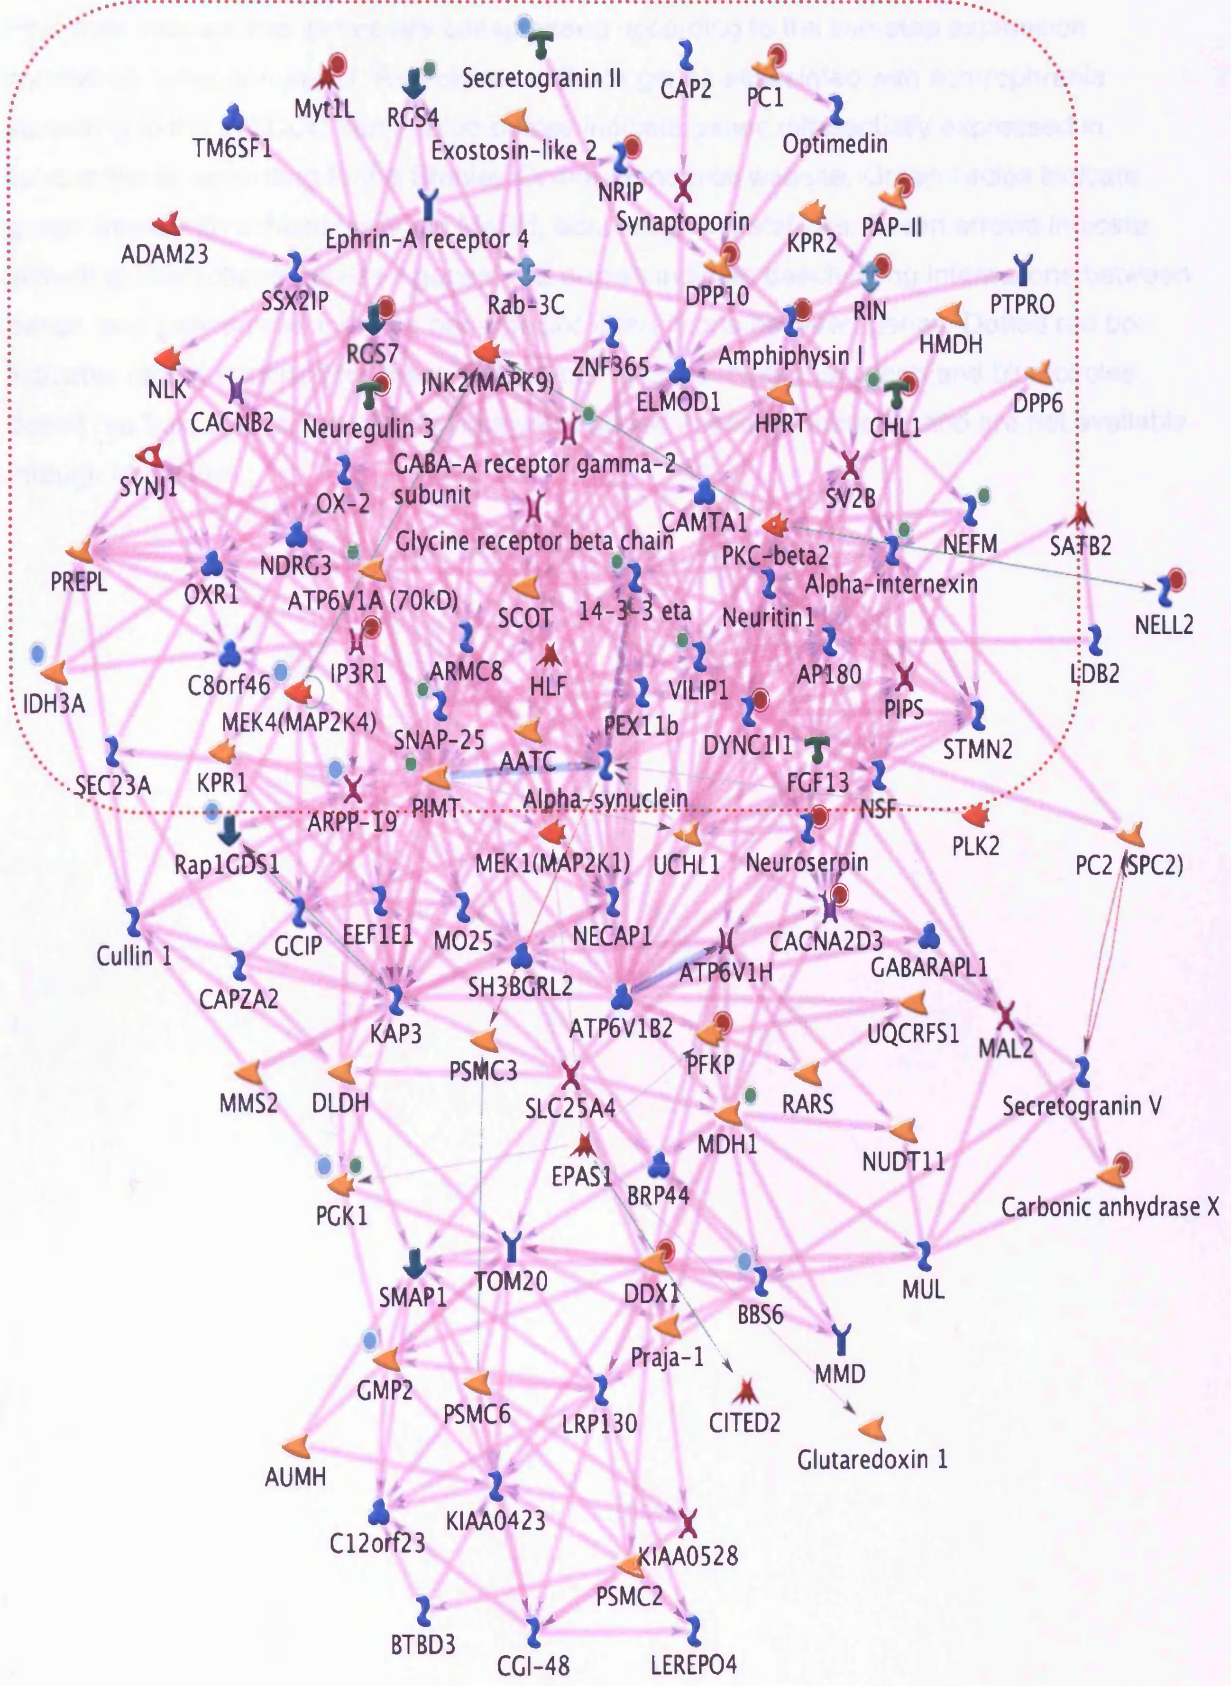 Secretogranin II
CAP2
PC1
Myt1L
RGS4
Optimedin
TM6SF1
Exostosin-like 2
NRIP
Synaptoporin
KPR2
PAP-II
ADAM23
Ephrin-A receptor 4
SSX2IP
Rab-3C
DPP10
RIN
PTPRO
RGS7
ZNF365
Amphiphysin I
HMDH
NLK
JNK2(MAPK9)
ELMOD1
CACNB2
HPRT
CHL1
DPP6
Neuregulin 3
GABA-A receptor gamma-2
subunit
SYNJ1
OX-2
SV2B
CAMTA1
Glycine receptor beta chain
PKC-beta2
NEFM
SATB2
PREPL
OXR1
NDRG3
ATP6V1A (70kD)
SCOT
14-3-3 eta
Neuritin1
Alpha-internexin
NELL2
IDH3A
C8orf46
IP3R1
ARMC8
HLF
VILIP1
AP180
LDB2
MEK4(MAP2K4)
SNAP-25
PEX11b
PIPS
SEC23A
KPR1
AATC
DYNC1I1
STMN2
ARPP-19
PIMT
Alpha-synuclein
FGF13
NSF
Rap1GDS1
MEK1(MAP2K1)
UCHL1
Neuroserpin
PLK2
PC2 (SPC2)
Cullin 1
GCIP
EEF1E1
MO25
NECAP1
CACNA2D3
CAPZA2
SH3BGRL2
ATP6V1H
GABARAPL1
KAP3
ATP6V1B2
UQCRFS1
MAL2
MMS2
DLDH
PSMC3
PFKP
SLC25A4
RARS
Secretogranin V
MDH1
EPAS1
BRP44
NUDT11
PGK1
Carbonic anhydrase X
SMAP1
TOM20
DDX1
BBS6
MUL
Praja-1
MMD
GMP2
PSMC6
LRP130
CITED2
AUMH
Glutaredoxin 1
KIAA0423
C12orf23
KIAA0528
PSMC2
BTBD3
CGI-48
LEREPO4